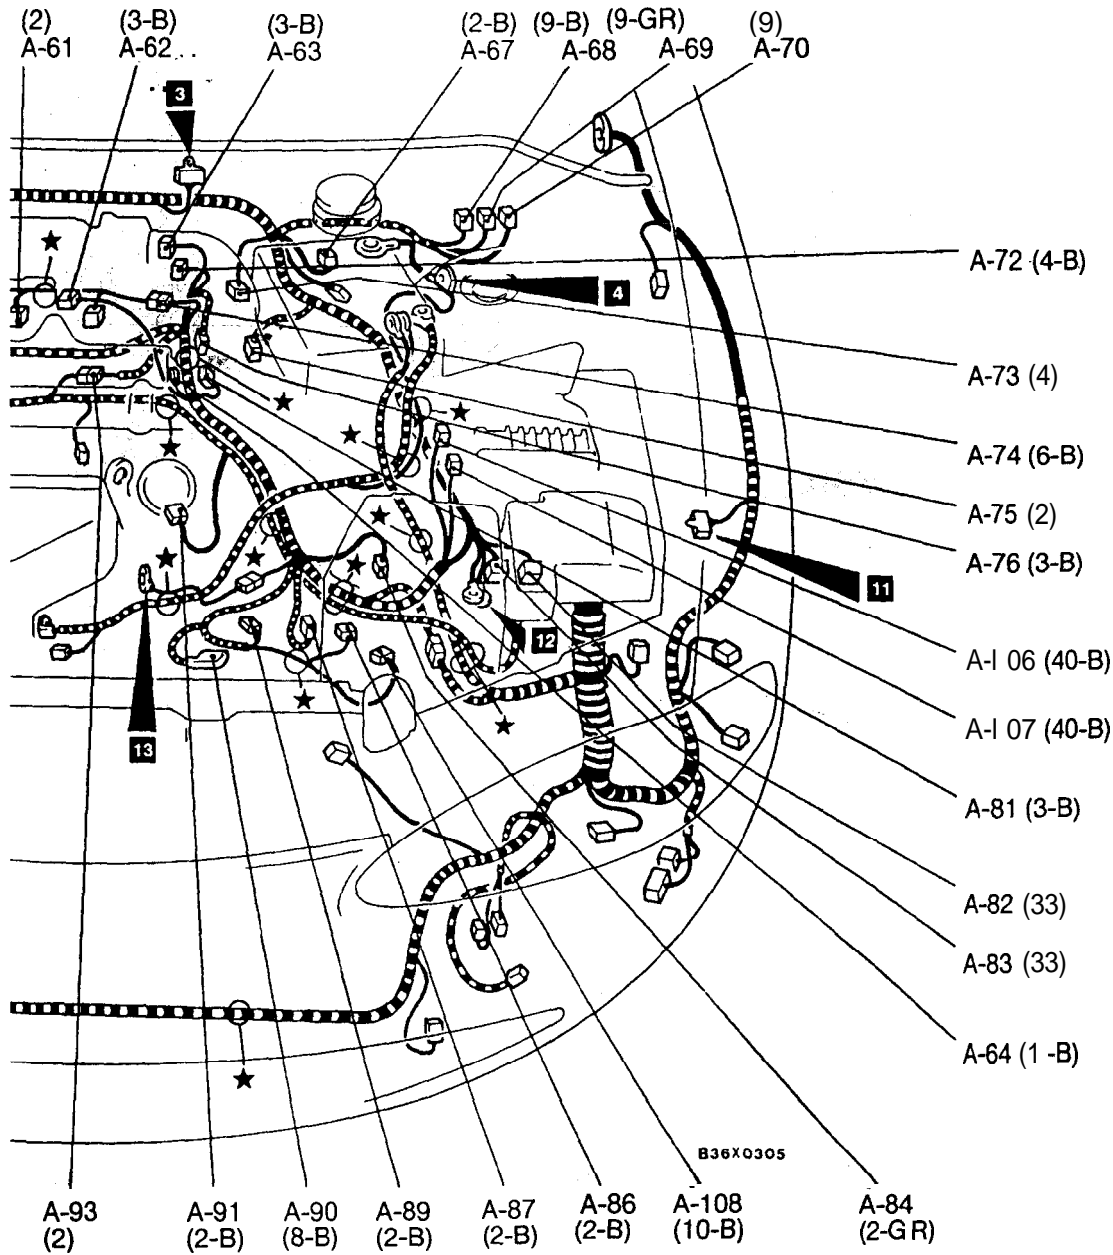 (2) (3-B) (3-B) (2-B) (9-B) (9-GR) (9)
A-61 A-62 A-63 A-67 A-68 A-69 A-70
3
4
A-72 (4-B)
A-73 (4)
A-74 (6-B)
A-75 (2)
A-76 (3-B)
11
12
A-I 06 (40-B)
A-I 07 (40-B)
13
A-81 (3-B)
A-82 (33)
A-83 (33)
A-64 (1 -B)
B36X0305
A-93 A-91 A-90 A-89 A-87 A-86 A-108 A-84
(2) (2-B) (8-B) (2-B) (2-B) (2-B) (10-B) (2-GR)